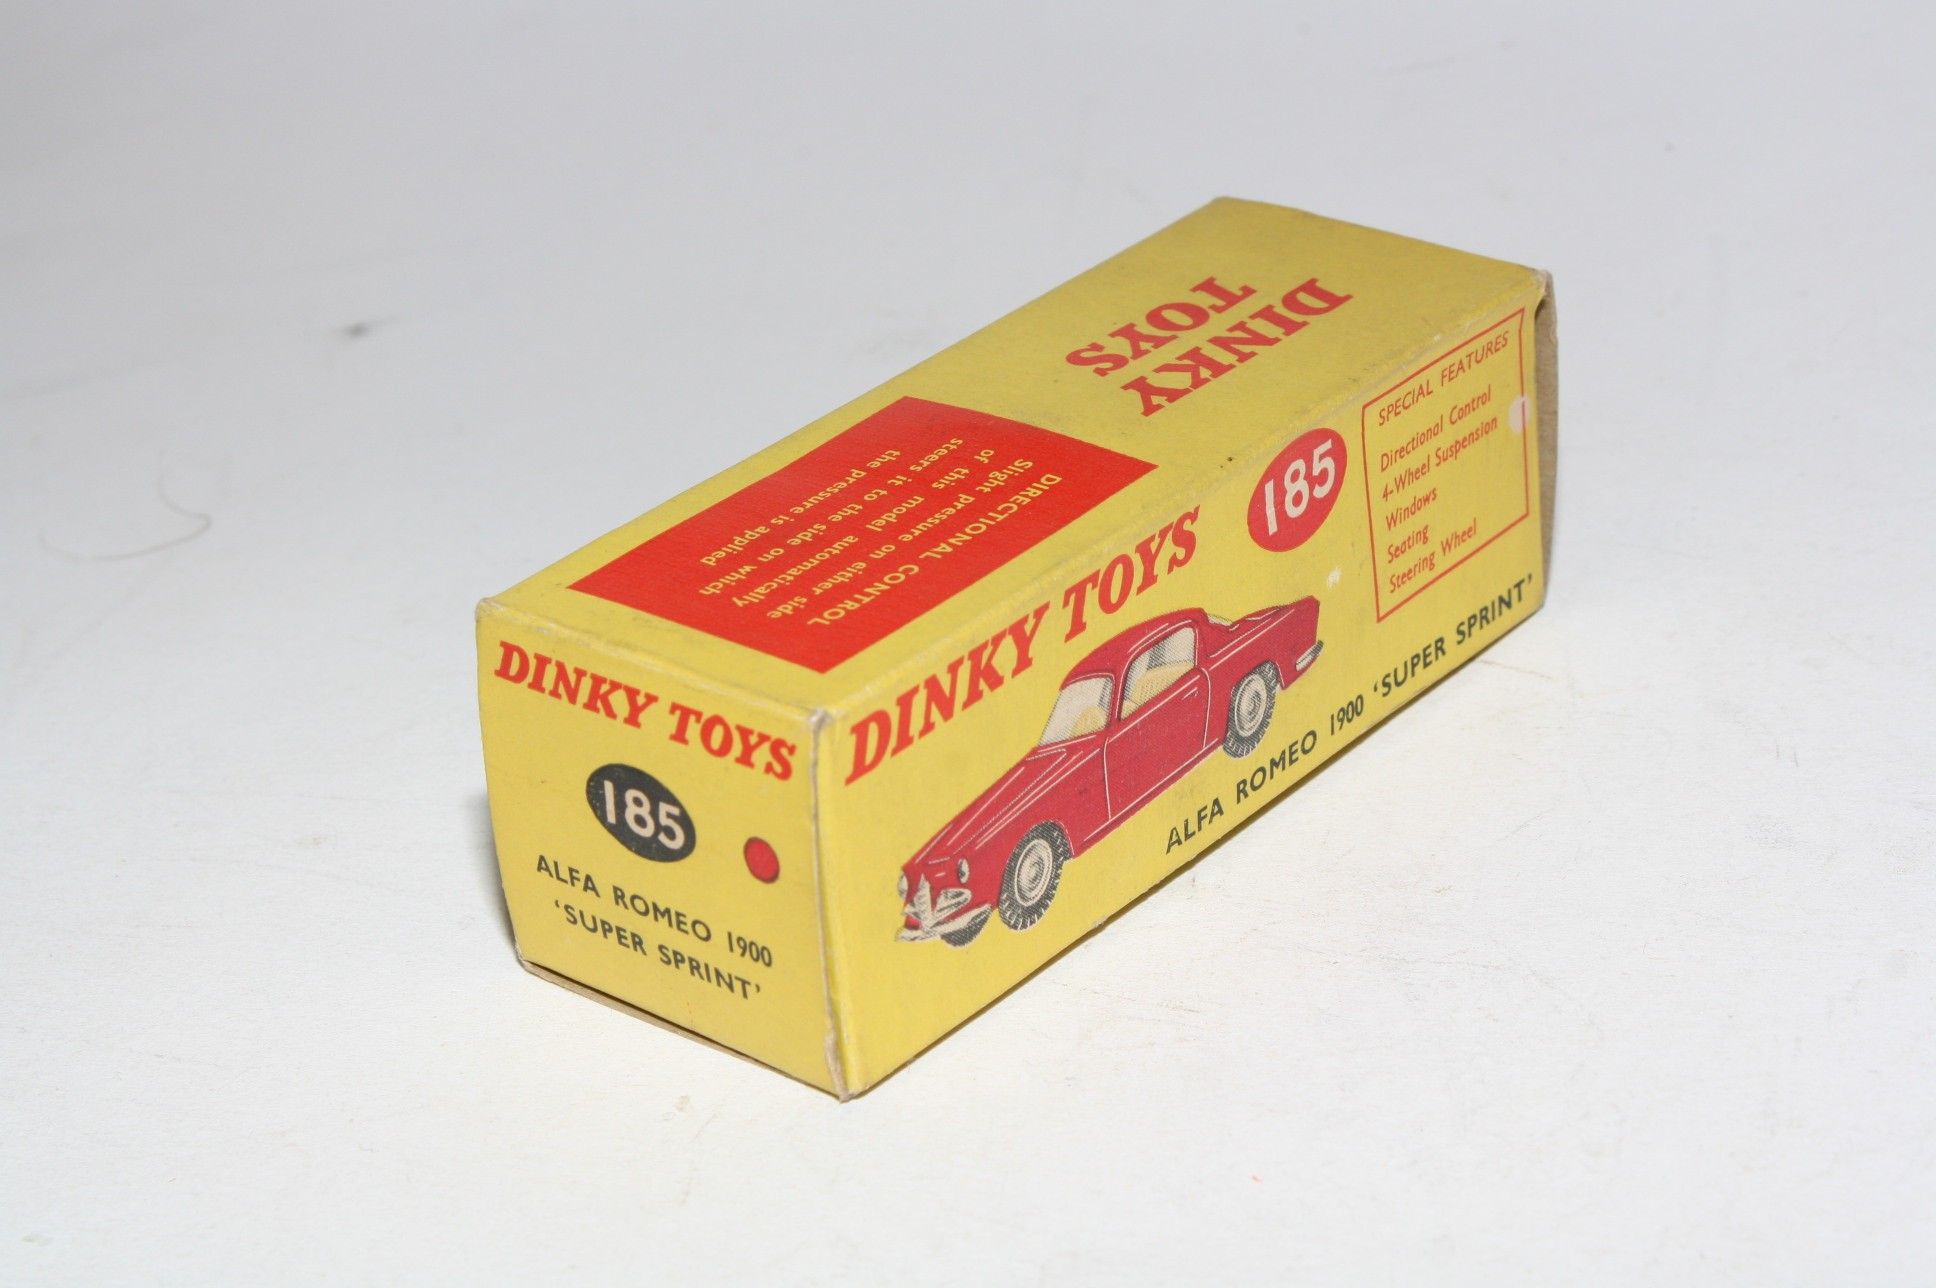 DINKY
TOYS
DIRECTIONAL CONTROL
Slight pressure on either side
of this model automatically
steers it to the side on which
the pressure is applied
DINKY TOYS
185
ALFA ROMEO 1900
'SUPER SPRINT'
DINKY TOYS
185
SPECIAL FEATURES
Directional Control
4-Wheel Suspension
Windows
Seating
Steering Wheel
ALFA ROMEO 1900 'SUPER SPRINT'